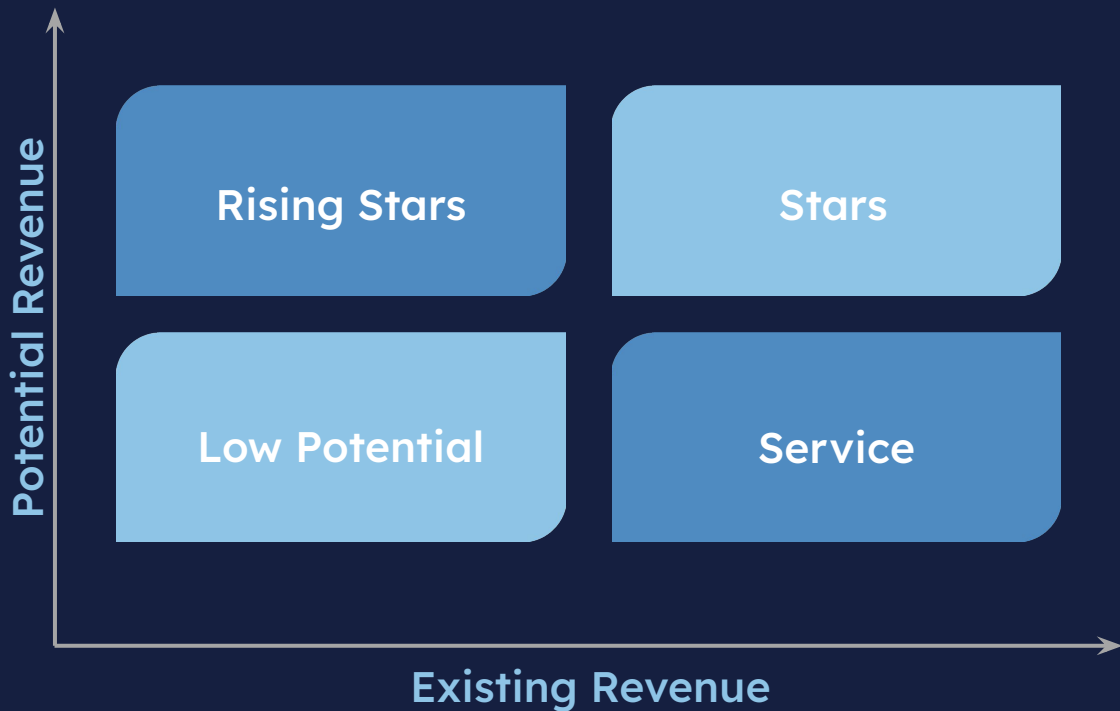 Potential Revenue
Rising Stars
Stars
Low Potential
Service
Existing Revenue